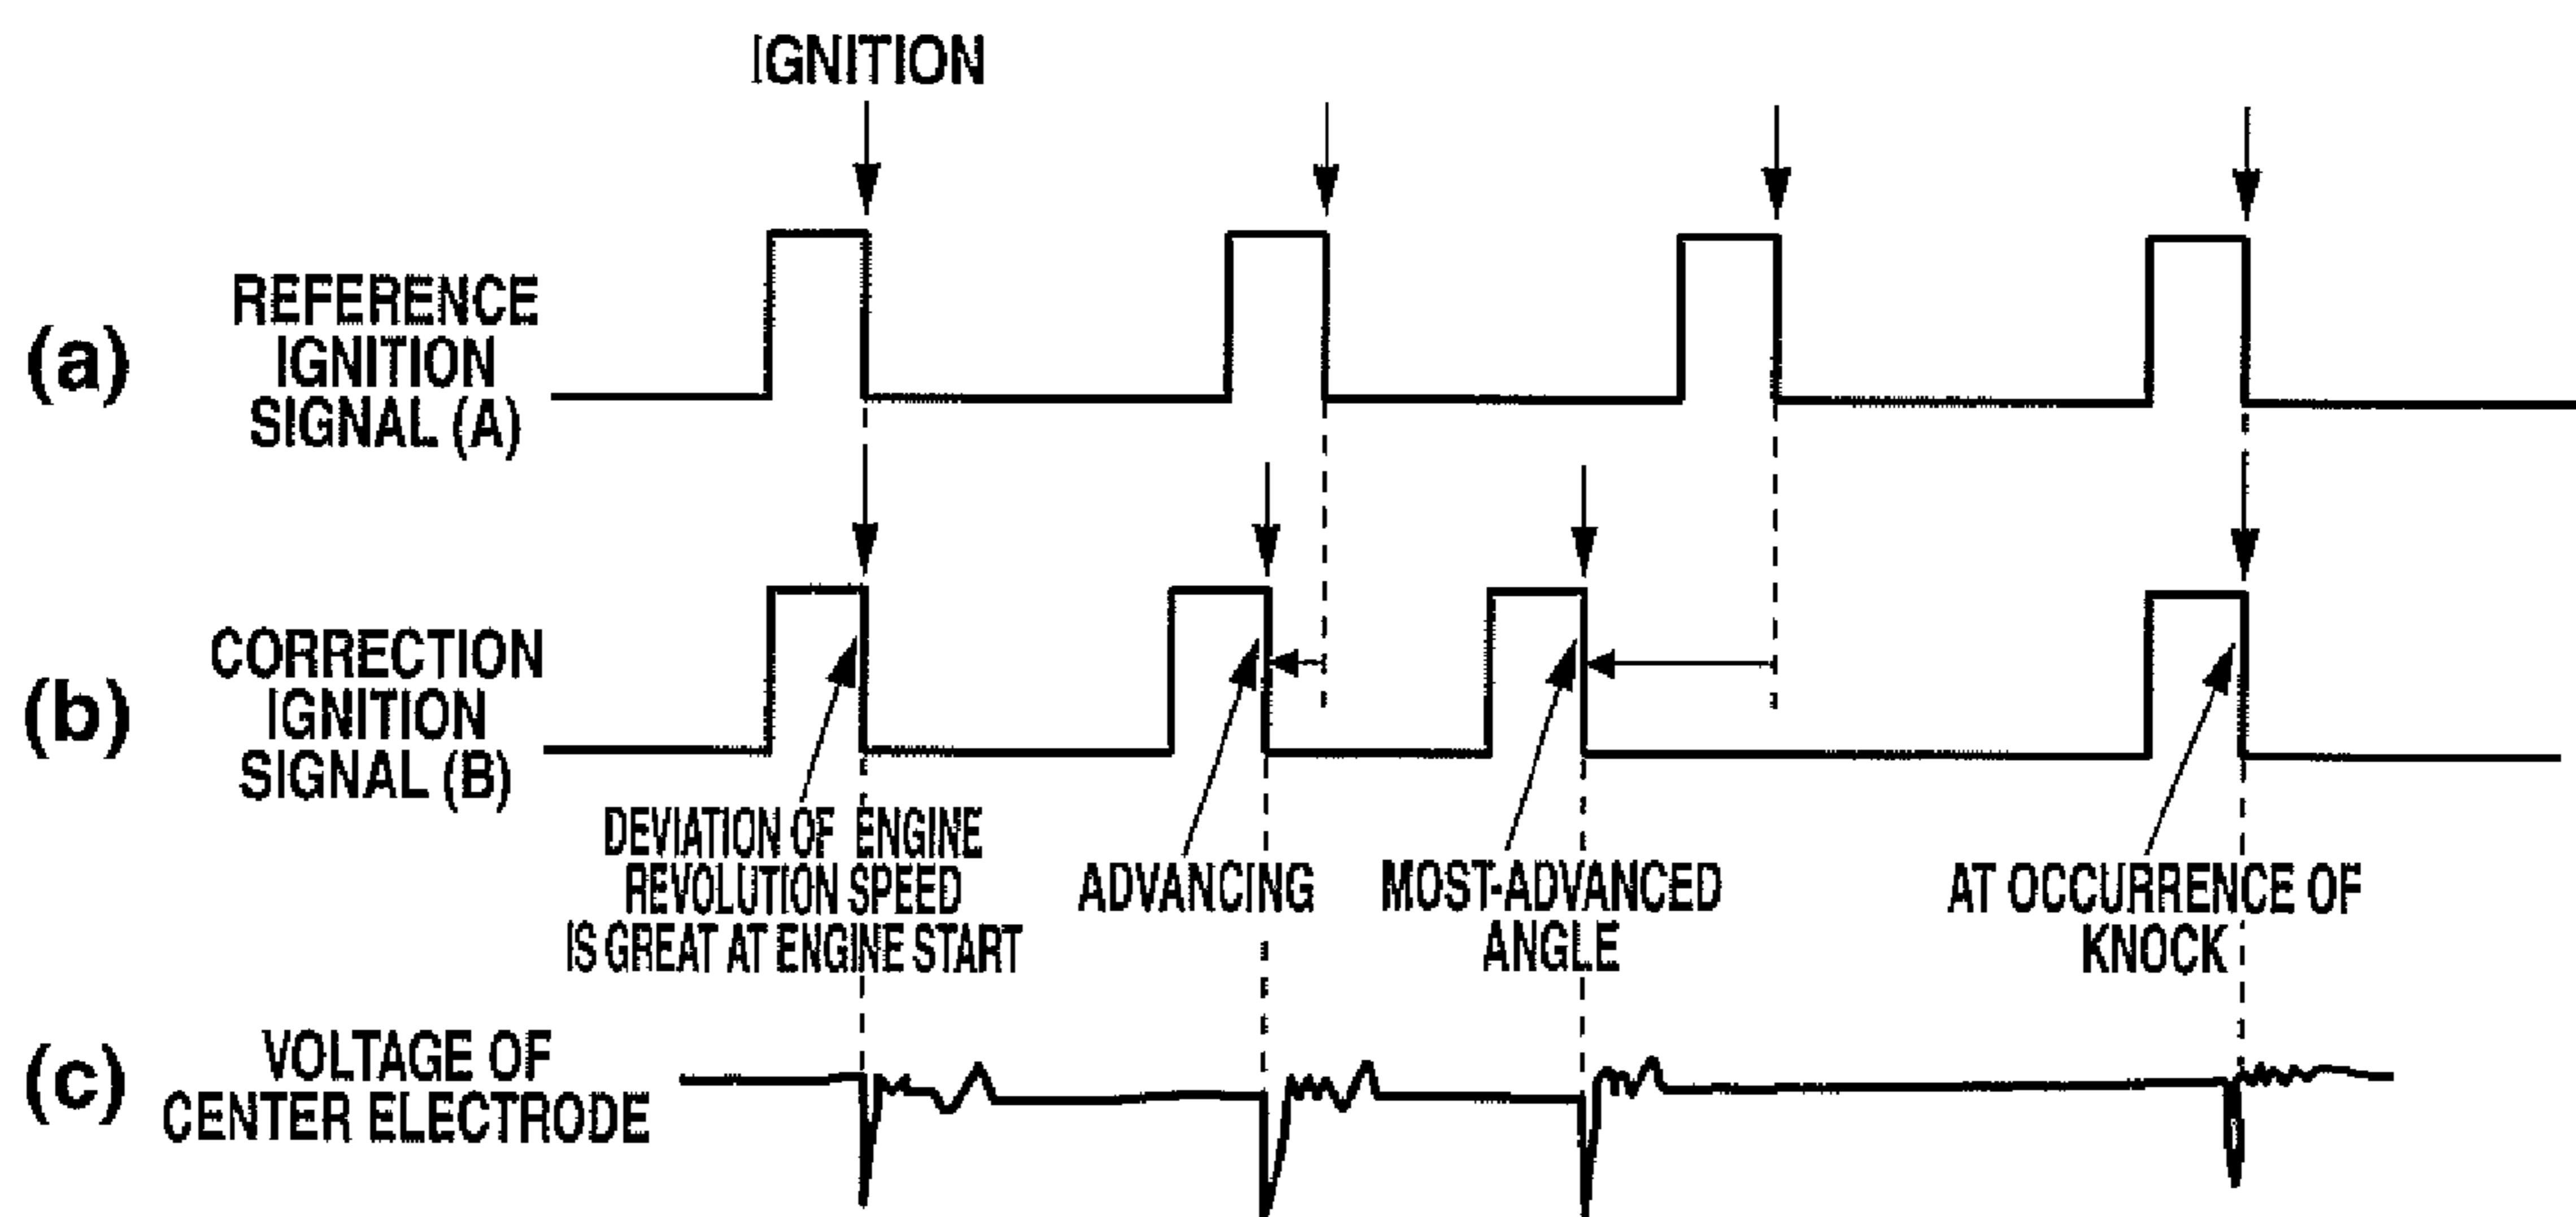 IGNITION
(a)
REFERENCE
IGNITION
SIGNAL (A)
(b)
CORRECTION
IGNITION
SIGNAL (B)
DEVIATION OF ENGINE
REVOLUTION SPEED
IS GREAT AT ENGINE START
ADVANCING
MOST-ADVANCED
ANGLE
AT OCCURRENCE OF
KNOCK
(c)
VOLTAGE OF
CENTER ELECTRODE